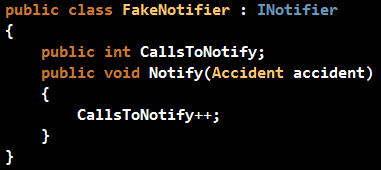 public class FakeNotifier : INotifier
{
    public int CallsToNotify;
    public void Notify(Accident accident)
    {
        CallsToNotify++;
    }
}